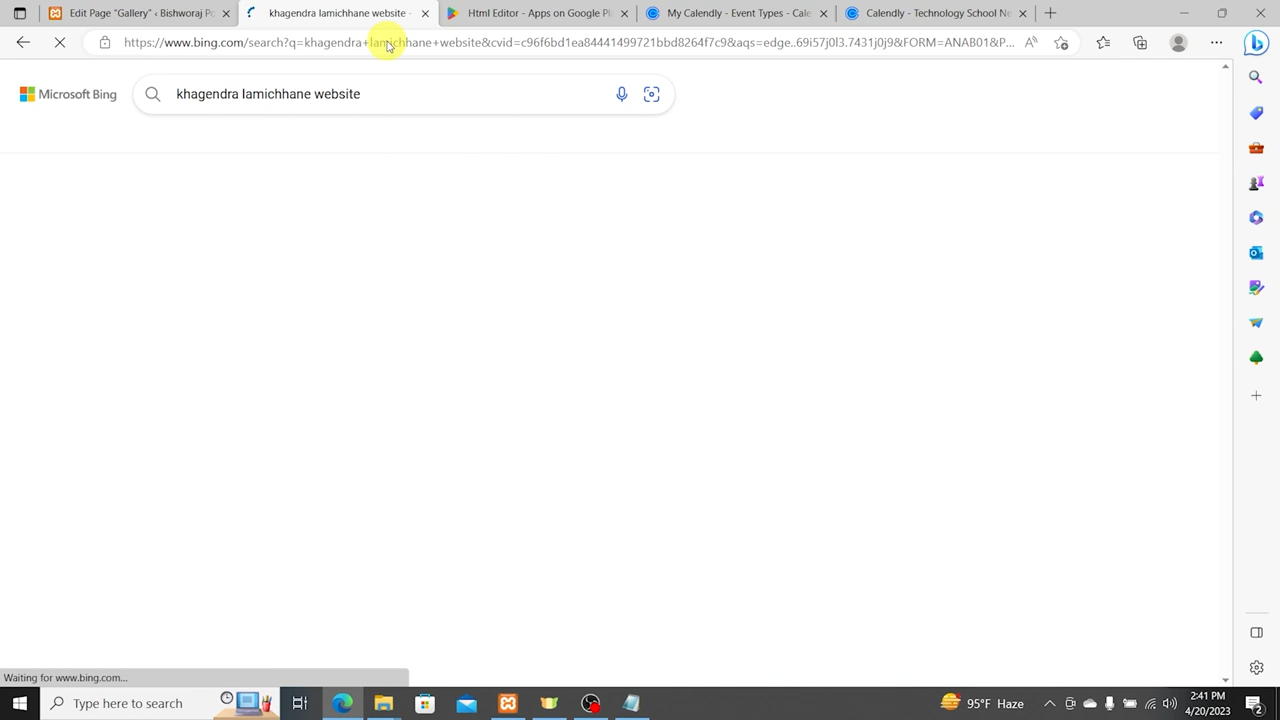 Edit Page "Gallery" ‹ Bishworaj Po
khagendra lamichhane website -
Html Editor - Apps on Google Pl
My Calendly - Event Types - Cale
Calendly - Technology School Ne
https://www.bing.com/search?q=khagendra+lamichhane+website&cvid=c96f6bd1ea84441499721bbd8264f7c9&aqs=edge..69i57j0l3.7431j0j9&FORM=ANAB01&P...
Microsoft Bing
khagendra lamichhane website
Waiting for www.bing.com...
Type here to search
95°F Haze
2:41 PM
4/20/2023
2